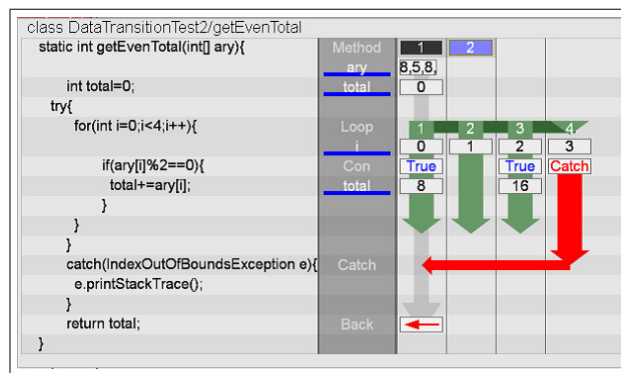 class DataTransitionTest2/getEvenTotal
static int getEvenTotal(int[] ary){ Method 1 2
ary 8,5,8,
int total=0; total 0
try{
for(int i=0;i<4;i++){ Loop 1 2 3 4
i 0 1 2 3
if(ary[i]%2==0){ Con True True Catch
total+=ary[i]; total 8 16
}
}
}
catch(IndexOutOfBoundsException e){ Catch
e.printStackTrace();
}
return total; Back
}